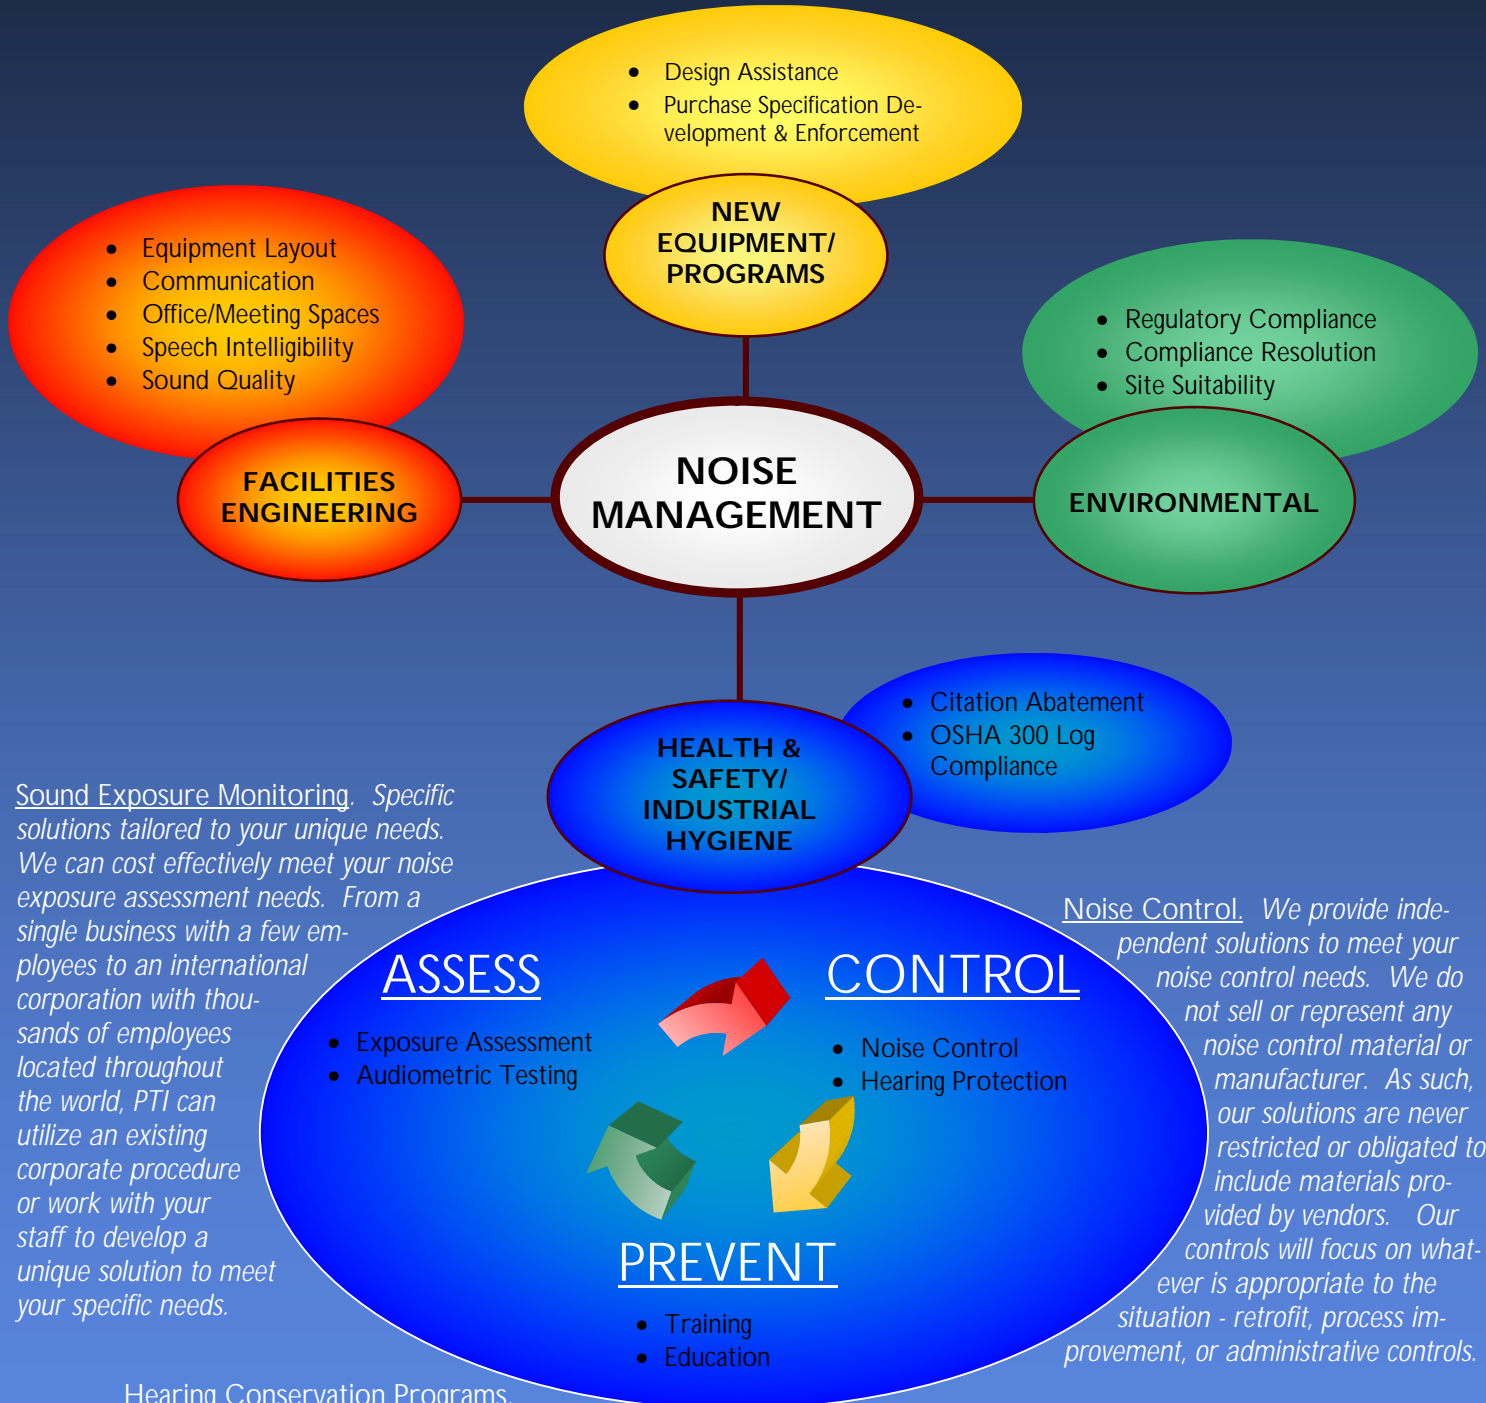 • Design Assistance
• Purchase Specification De-
velopment & Enforcement
NEW
EQUIPMENT/
PROGRAMS
• Equipment Layout
• Communication
• Office/Meeting Spaces
• Speech Intelligibility
• Sound Quality
FACILITIES
ENGINEERING
NOISE
MANAGEMENT
• Regulatory Compliance
• Compliance Resolution
• Site Suitability
ENVIRONMENTAL
• Citation Abatement
• OSHA 300 Log
Compliance
HEALTH &
SAFETY/
INDUSTRIAL
HYGIENE
Sound Exposure Monitoring. Specific
solutions tailored to your unique needs.
We can cost effectively meet your noise
exposure assessment needs. From a
single business with a few em-
ployees to an international
corporation with thou-
sands of employees
located throughout
the world, PTI can
utilize an existing
corporate procedure
or work with your
staff to develop a
unique solution to meet
your specific needs.
ASSESS
• Exposure Assessment
• Audiometric Testing
CONTROL
• Noise Control
• Hearing Protection
PREVENT
• Training
• Education
Noise Control. We provide inde-
pendent solutions to meet your
noise control needs. We do
not sell or represent any
noise control material or
manufacturer. As such,
our solutions are never
restricted or obligated to
include materials pro-
vided by vendors. Our
controls will focus on what-
ever is appropriate to the
situation - retrofit, process im-
provement, or administrative controls.
Hearing Conservation Programs.